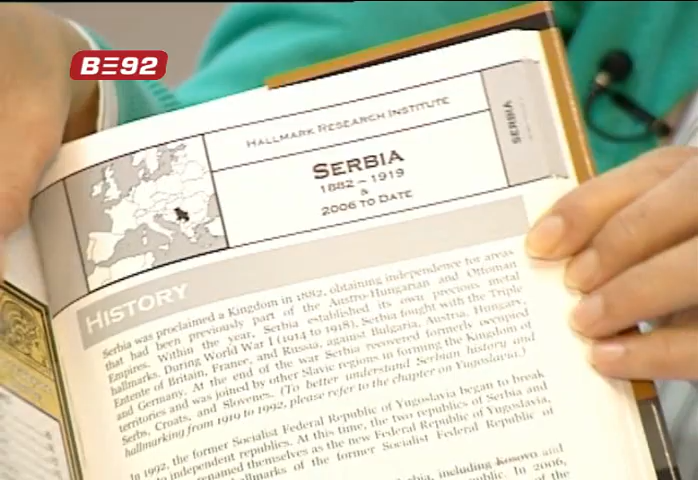 BE92
HALLMARK RESEARCH INSTITUTE
SERBIA
SERBIA
1882 – 1919
&
2006 TO DATE
HISTORY
Serbia was proclaimed a Kingdom in 1882, obtaining independence for areas
that had been previously part of the Austro-Hungarian and Ottoman
Empires. Within the year, Serbia established its own precious metal
hallmarks. During World War I (1914 to 1918), Serbia fought with the Triple
Entente of Britain, France, and Russia, against Bulgaria, Austria, Hungary,
and Germany. At the end of the war Serbia recovered formerly occupied
territories and was joined by other Slavic regions in forming the Kingdom of
Serbs, Croats, and Slovenes. (To better understand Serbian history and
hallmarking from 1919 to 1992, please refer to the chapter on Yugoslavia.)
In 1992, the former Socialist Federal Republic of Yugoslavia began to break
independent republics. At this time, the two republics of Serbia and
renamed themselves as the new Federal Republic of Yugoslavia,
hallmarks of the former Socialist Federal Republic of
including Kosovo and
In 2006,
of the